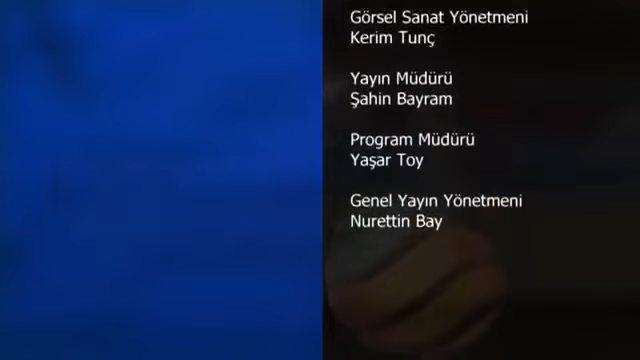 Görsel Sanat Yönetmeni
Kerim Tunç
Yayın Müdürü
Şahin Bayram
Program Müdürü
Yaşar Toy
Genel Yayın Yönetmeni
Nurettin Bay